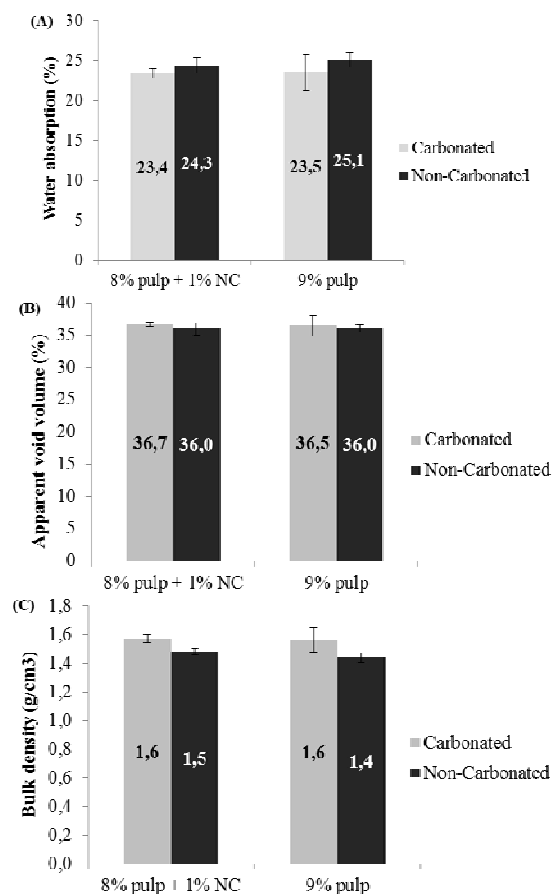 (A)
Water absorption (%)
30
25
20
15
10
5
0
23,4
24,3
23,5
25,1
8% pulp + 1% NC
9% pulp
Carbonated
Non-Carbonated
(B)
Apparent void volume (%)
40
35
30
25
20
15
10
5
0
36,7
36,0
36,5
36,0
8% pulp + 1% NC
9% pulp
Carbonated
Non-Carbonated
(C)
Bulk density (g/cm3)
1,8
1,6
1,4
1,2
1,0
0,8
0,6
0,4
0,2
0,0
1,6
1,5
1,6
1,4
8% pulp + 1% NC
9% pulp
Carbonated
Non-Carbonated